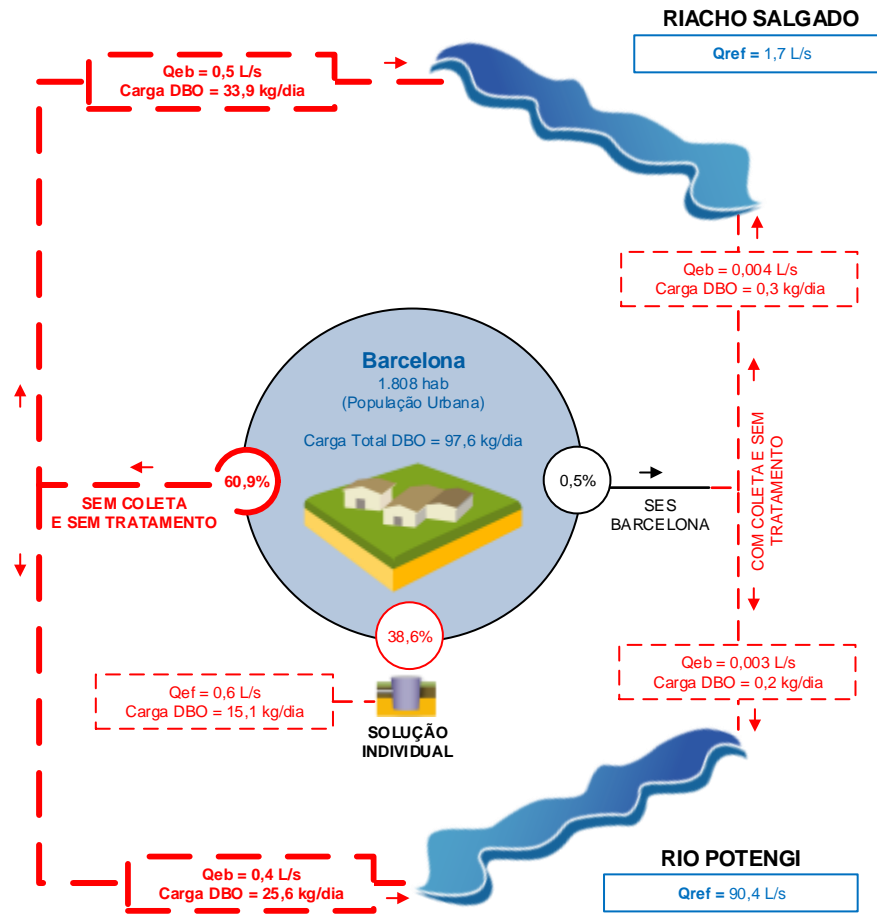 RIACHO SALGADO
Qref = 1,7 L/s
Qeb = 0,5 L/s
Carga DBO = 33,9 kg/dia
Qeb = 0,004 L/s
Carga DBO = 0,3 kg/dia
Barcelona
1.808 hab
(População Urbana)
Carga Total DBO = 97,6 kg/dia
60,9%
SEM COLETA
E SEM TRATAMENTO
0,5%
SES
BARCELONA
COM COLETA E SEM
TRATAMENTO
38,6%
Qef = 0,6 L/s
Carga DBO = 15,1 kg/dia
SOLUÇÃO
INDIVIDUAL
Qeb = 0,003 L/s
Carga DBO = 0,2 kg/dia
Qeb = 0,4 L/s
Carga DBO = 25,6 kg/dia
RIO POTENGI
Qref = 90,4 L/s